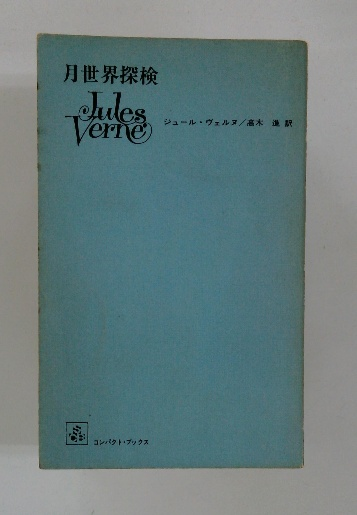 月世界探検
Jules
Verne
ジュール・ヴェルヌ/高木 進 訳
コンパクト・ブックス